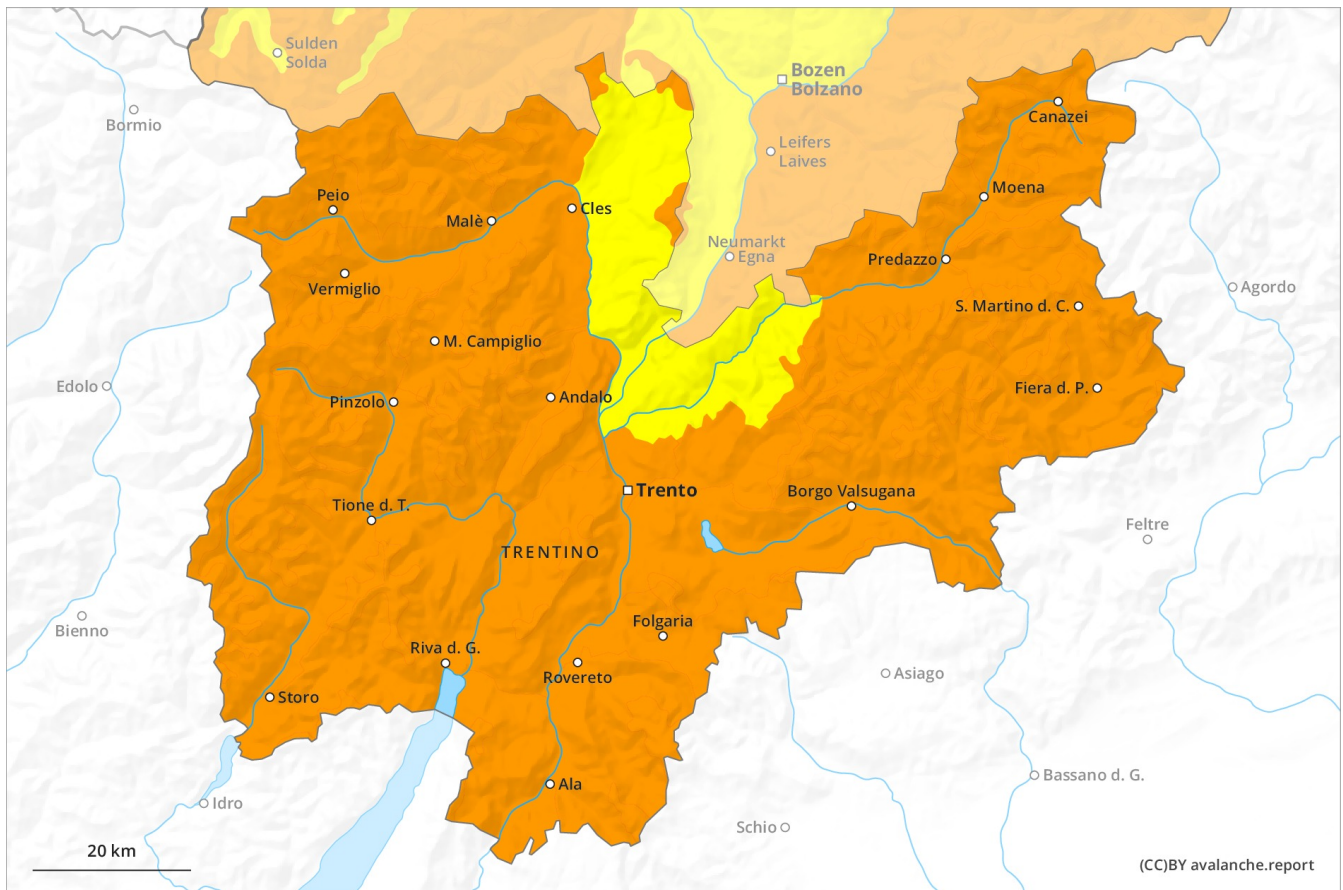 Sulden
Solda
Bozen
Bolzano
Bormio
Canazei
Leifers
Laives
Peio
Moena
Malè
Cles
Neumarkt
Egna
Predazzo
Vermiglio
Agordo
S. Martino d. C.
M. Campiglio
Edolo
Fiera d. P.
Pinzolo
Andalo
Trento
Borgo Valsugana
Tione d. T.
Feltre
TRENTINO
Bienno
Folgaria
Riva d. G.
Asiago
Rovereto
Storo
Bassano d. G.
Ala
Idro
Schio
20 km
(CC)BY avalanche.report